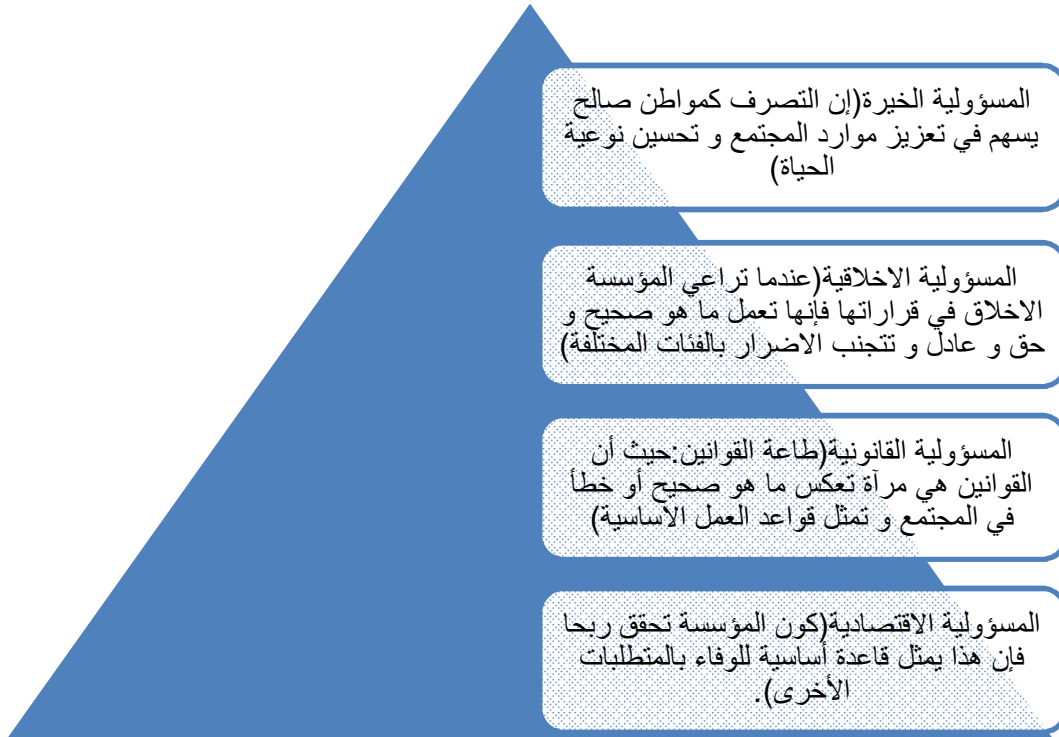 المسؤولية الخيرة(إن التصرف كمواطن صالح
يسهم في تعزيز موارد المجتمع و تحسين نوعية
الحياة)
المسؤولية الاخلاقية(عندما تراعي المؤسسة
الاخلاق في قراراتها فإنها تعمل ما هو صحيح و
حق و عادل و تتجنب الاضرار بالفئات المختلفة)
المسؤولية القانونية(طاعة القوانين:حيث أن
القوانين هي مرآة تعكس ما هو صحيح أو خطأ
في المجتمع و تمثل قواعد العمل الاساسية)
المسؤولية الاقتصادية(كون المؤسسة تحقق ربحا
فإن هذا يمثل قاعدة أساسية للوفاء بالمتطلبات
الأخرى).